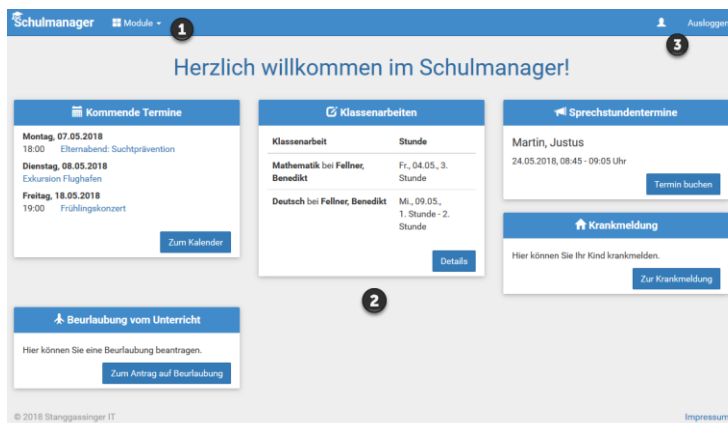 Schulmanager Module Ausloggen
1
3
Herzlich willkommen im Schulmanager!
Kommende Termine
Montag, 07.05.2018
18:00 Elternabend: Suchtprävention
Dienstag, 08.05.2018
Exkursion Flughafen
Freitag, 18.05.2018
19:00 Frühlingskonzert
Zum Kalender
Klassenarbeiten
Klassenarbeit Stunde
Mathematik bei Fellner, Fr., 04.05., 3.
Benedikt Stunde
Deutsch bei Fellner, Benedikt Mi., 09.05.,
1. Stunde - 2.
Stunde
Details
Sprechstundentermine
Martin, Justus
24.05.2018, 08:45 - 09:05 Uhr
Termin buchen
Krankmeldung
Hier können Sie Ihr Kind krankmelden.
Zur Krankmeldung
2
Beurlaubung vom Unterricht
Hier können Sie eine Beurlaubung beantragen.
Zum Antrag auf Beurlaubung
© 2018 Stanggassinger IT Impressum